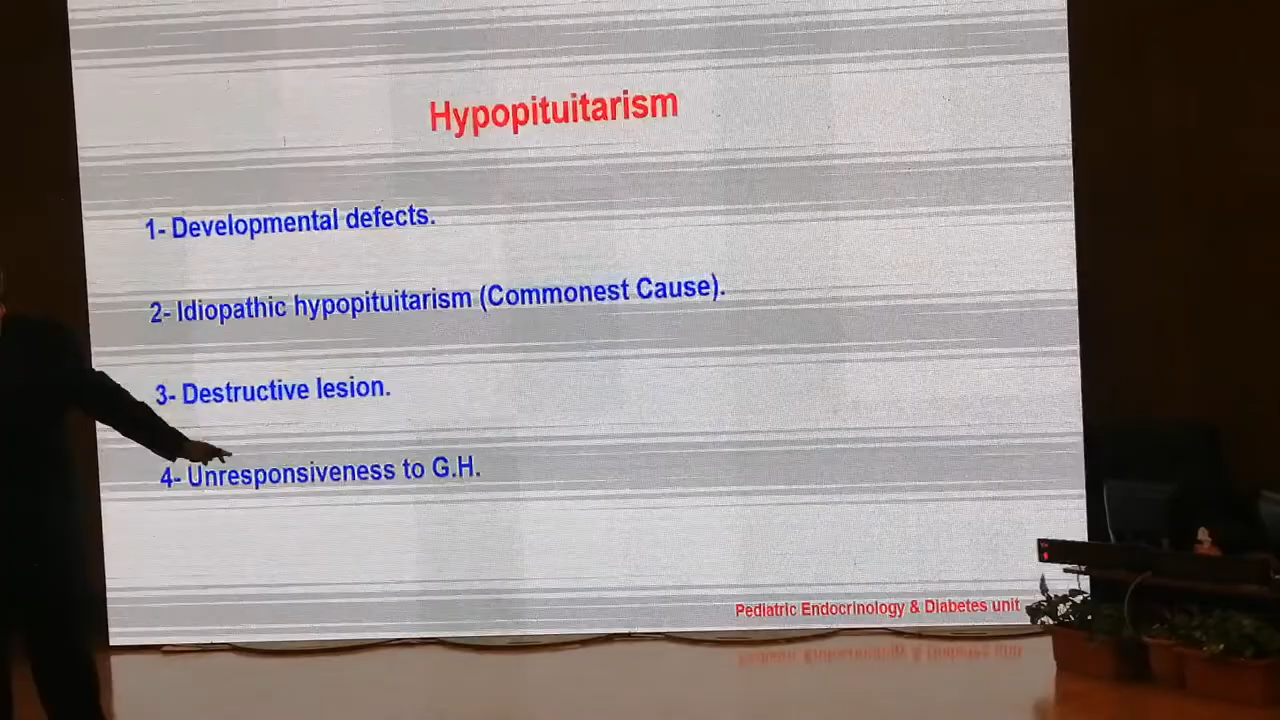 Hypopituitarism
1- Developmental defects.
2- Idiopathic hypopituitarism (Commonest Cause).
3- Destructive lesion.
4- Unresponsiveness to G.H.
Pediatric Endocrinology & Diabetes unit